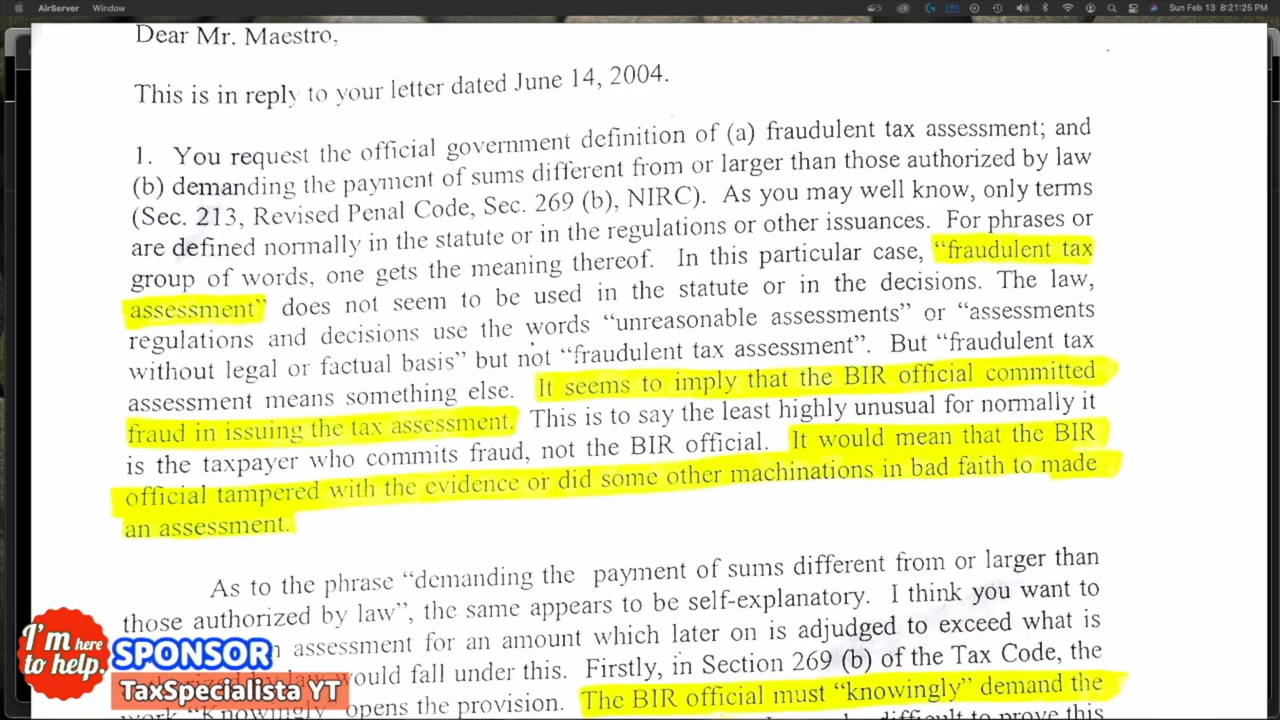 AirServer Window Sun Feb 13 8:21:25 PM
Dear Mr. Maestro,
This is in reply to your letter dated June 14, 2004.
1. You request the official government definition of (a) fraudulent tax assessment; and
(b) demanding the payment of sums different from or larger than those authorized by law
(Sec. 213, Revised Penal Code, Sec. 269 (b), NIRC). As you may well know, only terms
are defined normally in the statute or in the regulations or other issuances. For phrases or
group of words, one gets the meaning thereof. In this particular case, “fraudulent tax
assessment” does not seem to be used in the statute or in the decisions. The law,
regulations and decisions use the words “unreasonable assessments” or “assessments
without legal or factual basis” but not “fraudulent tax assessment”. But “fraudulent tax
assessment means something else. It seems to imply that the BIR official committed
fraud in issuing the tax assessment. This is to say the least highly unusual for normally it
is the taxpayer who commits fraud, not the BIR official. It would mean that the BIR
official tampered with the evidence or did some other machinations in bad faith to made
an assessment.
As to the phrase “demanding the payment of sums different from or larger than
those authorized by law”, the same appears to be self-explanatory. I think you want to
assessment for an amount which later on is adjudged to exceed what is
would fall under this. Firstly, in Section 269 (b) of the Tax Code, the
work “Knowingly” opens the provision. The BIR official must “knowingly” demand the
difficult to prove this
I'm here
to help.
SPONSOR
TaxSpecialista YT